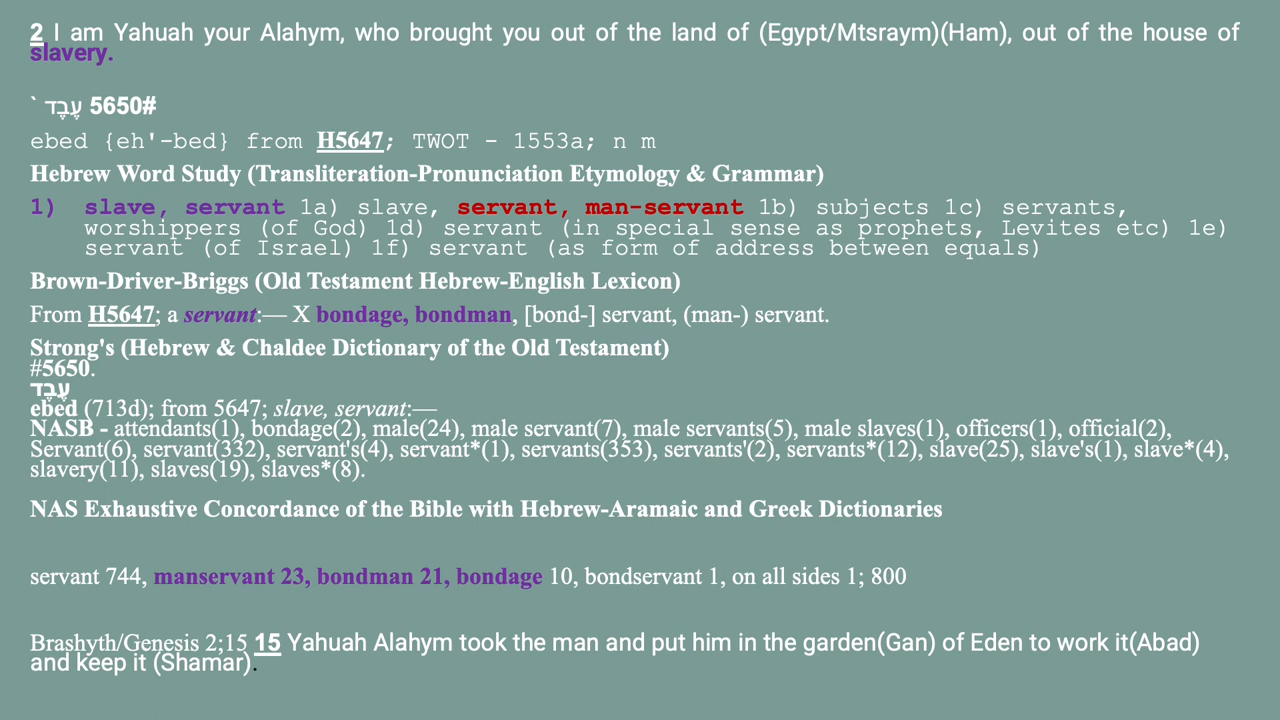 2 I am Yahuah your Alahym, who brought you out of the land of (Egypt/Mtsraym)(Ham), out of the house of
slavery.
` עֶבֶד 5650#
ebed {eh'-bed} from H5647; TWOT - 1553a; n m
Hebrew Word Study (Transliteration-Pronunciation Etymology & Grammar)
1) slave, servant 1a) slave, servant, man-servant 1b) subjects 1c) servants,
worshippers (of God) 1d) servant (in special sense as prophets, Levites etc) 1e)
servant (of Israel) 1f) servant (as form of address between equals)
Brown-Driver-Briggs (Old Testament Hebrew-English Lexicon)
From H5647; a servant:— X bondage, bondman, [bond-] servant, (man-) servant.
Strong's (Hebrew & Chaldee Dictionary of the Old Testament)
#5650.
עֶבֶד
ebed (713d); from 5647; slave, servant:—
NASB - attendants(1), bondage(2), male(24), male servant(7), male servants(5), male slaves(1), officers(1), official(2),
Servant(6), servant(332), servant's(4), servant*(1), servants(353), servants'(2), servants*(12), slave(25), slave's(1), slave*(4),
slavery(11), slaves(19), slaves*(8).
NAS Exhaustive Concordance of the Bible with Hebrew-Aramaic and Greek Dictionaries
servant 744, manservant 23, bondman 21, bondage 10, bondservant 1, on all sides 1; 800
Brashyth/Genesis 2;15 15 Yahuah Alahym took the man and put him in the garden(Gan) of Eden to work it(Abad)
and keep it (Shamar).